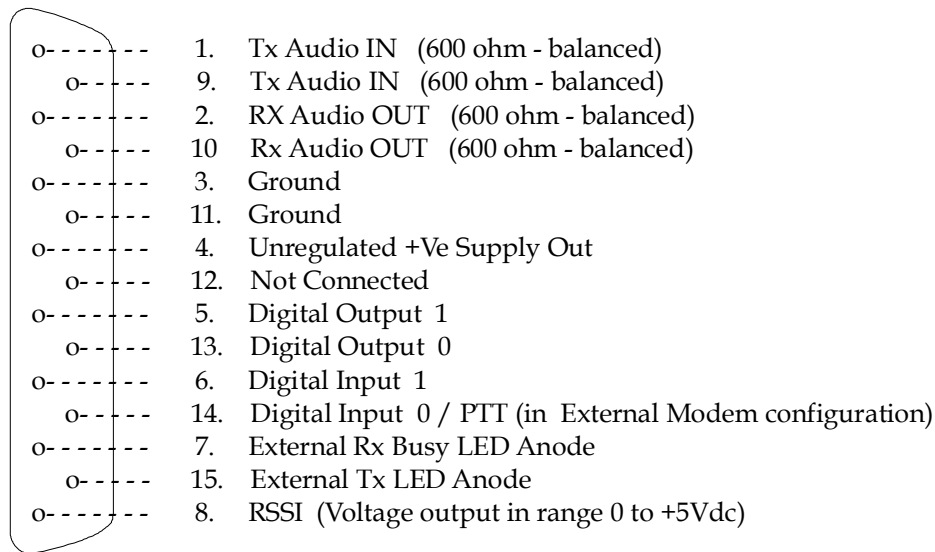 o- - - - - - - 1. Tx Audio IN (600 ohm - balanced)
o- - - - - 9. Tx Audio IN (600 ohm - balanced)
o- - - - - - - 2. RX Audio OUT (600 ohm - balanced)
o- - - - - 10 Rx Audio OUT (600 ohm - balanced)
o- - - - - - - 3. Ground
o- - - - - 11. Ground
o- - - - - - - 4. Unregulated +Ve Supply Out
o- - - - - 12. Not Connected
o- - - - - - - 5. Digital Output 1
o- - - - - 13. Digital Output 0
o- - - - - - - 6. Digital Input 1
o- - - - - 14. Digital Input 0 / PTT (in External Modem configuration)
o- - - - - - - 7. External Rx Busy LED Anode
o- - - - - 15. External Tx LED Anode
o- - - - - - - 8. RSSI (Voltage output in range 0 to +5Vdc)